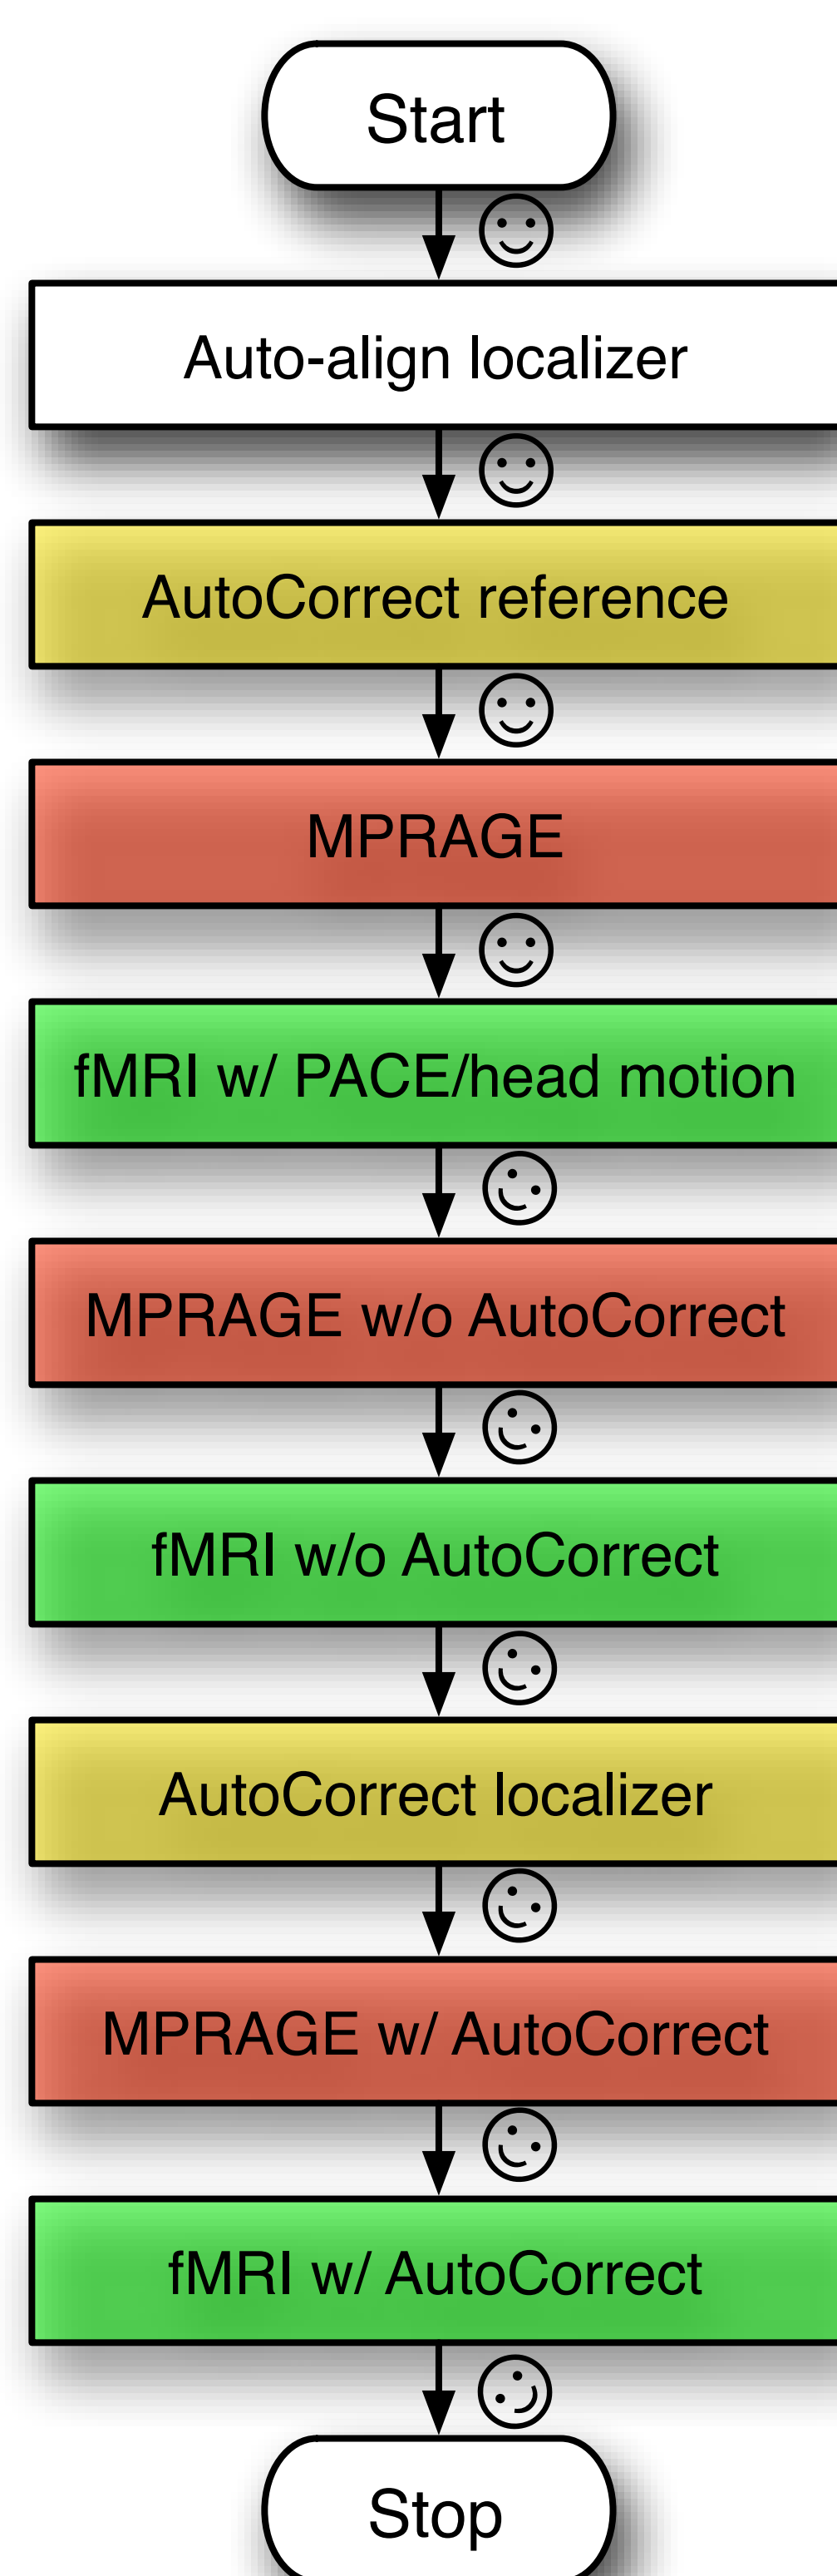 Start
Auto-align localizer
AutoCorrect reference
MPRAGE
fMRI w/ PACE/head motion
MPRAGE w/o AutoCorrect
fMRI w/o AutoCorrect
AutoCorrect localizer
MPRAGE w/ AutoCorrect
fMRI w/ AutoCorrect
Stop